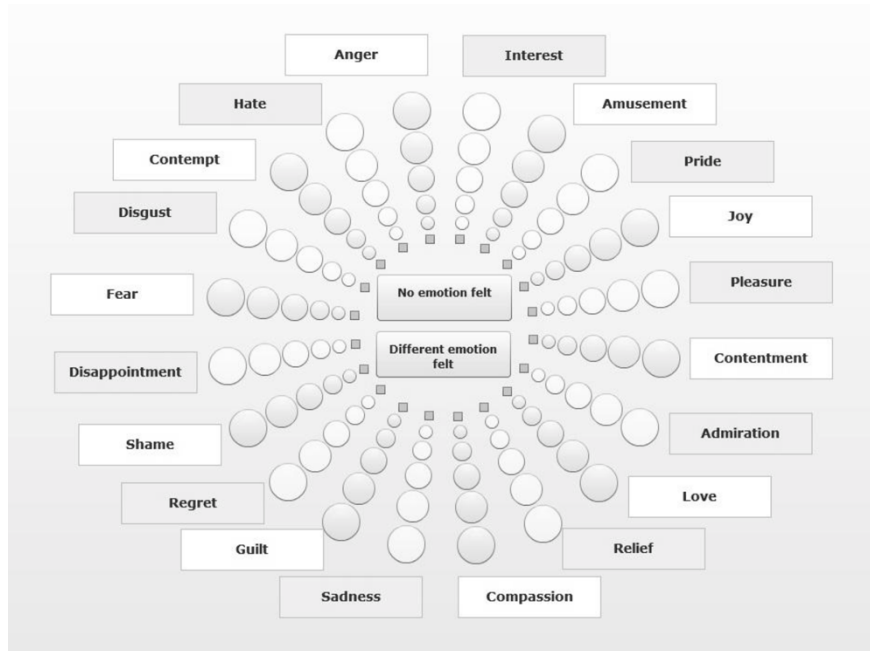 Anger
Interest
Hate
Amusement
Contempt
Pride
Disgust
Joy
Fear
No emotion felt
Pleasure
Different emotion
felt
Disappointment
Contentment
Shame
Admiration
Regret
Love
Guilt
Relief
Sadness
Compassion